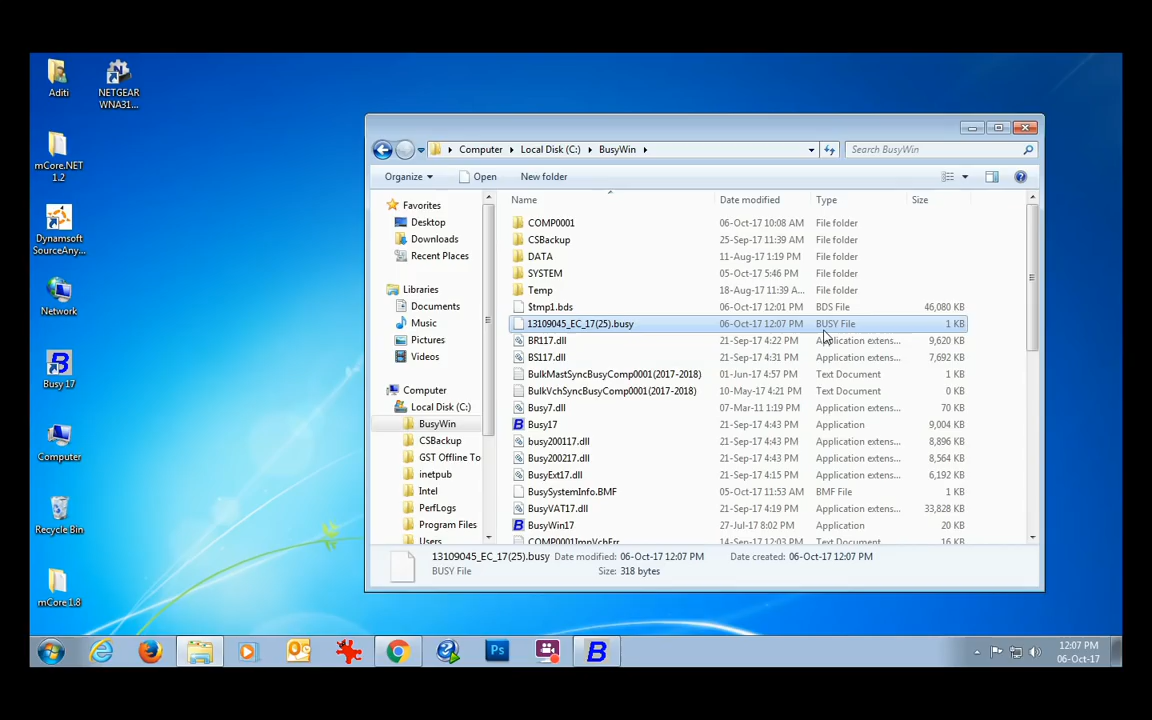 Aditi
NETGEAR
WNA31...
mCore.NET
1.2
Dynamsoft
SourceAny...
Network
Busy 17
Computer
Recycle Bin
mCore 1.8
Computer Local Disk (C:) BusyWin
Search BusyWin
Organize Open New folder
Favorites
Desktop
Downloads
Recent Places
Libraries
Documents
Music
Pictures
Videos
Computer
Local Disk (C:)
BusyWin
CSBackup
GST Offline To
inetpub
Intel
PerfLogs
Program Files
Users
Name Date modified Type Size
COMP0001 06-Oct-17 10:08 AM File folder
CSBackup 25-Sep-17 11:39 AM File folder
DATA 11-Aug-17 1:19 PM File folder
SYSTEM 05-Oct-17 5:46 PM File folder
Temp 18-Aug-17 11:39 A... File folder
$tmp1.bds 06-Oct-17 12:01 PM BDS File 46,080 KB
13109045_EC_17(25).busy 06-Oct-17 12:07 PM BUSY File 1 KB
BR117.dll 21-Sep-17 4:22 PM Application extens... 9,620 KB
BS117.dll 21-Sep-17 4:31 PM Application extens... 7,692 KB
BulkMastSyncBusyComp0001(2017-2018) 01-Jun-17 4:57 PM Text Document 1 KB
BulkVchSyncBusyComp0001(2017-2018) 10-May-17 4:21 PM Text Document 0 KB
Busy7.dll 07-Mar-11 1:19 PM Application extens... 70 KB
Busy17 21-Sep-17 4:43 PM Application 9,004 KB
busy200117.dll 21-Sep-17 4:43 PM Application extens... 8,896 KB
Busy200217.dll 21-Sep-17 4:43 PM Application extens... 8,564 KB
BusyExt17.dll 21-Sep-17 4:15 PM Application extens... 6,192 KB
BusySystemInfo.BMF 05-Oct-17 11:53 AM BMF File 1 KB
BusyVAT17.dll 21-Sep-17 4:19 PM Application extens... 33,828 KB
BusyWin17 27-Jul-17 8:02 PM Application 20 KB
COMP0001ImpVchErr 14-Sep-17 12:03 PM Text Document 16 KB
13109045_EC_17(25).busy Date modified: 06-Oct-17 12:07 PM Date created: 06-Oct-17 12:07 PM
BUSY File Size: 318 bytes
Ps
B
12:07 PM
06-Oct-17